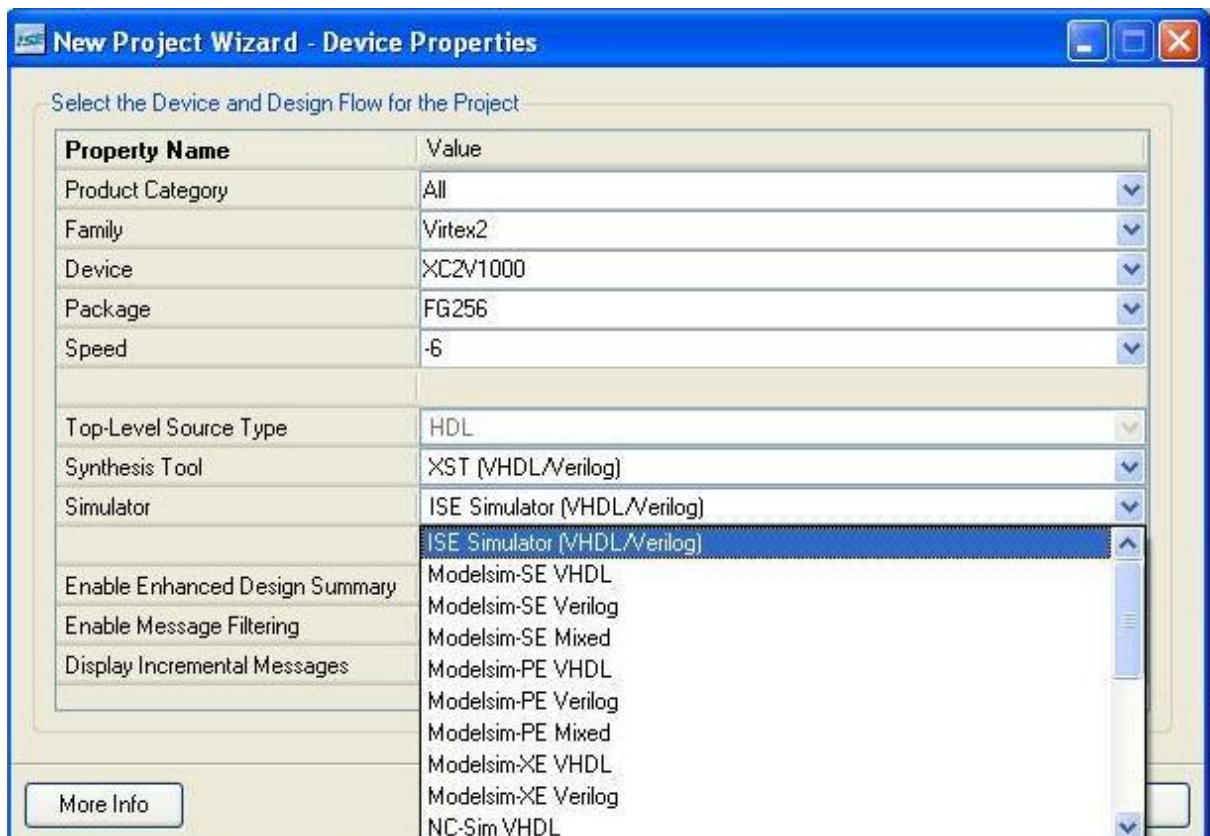 ISE New Project Wizard - Device Properties
Select the Device and Design Flow for the Project
Property Name Value
Product Category All
Family Virtex2
Device XC2V1000
Package FG256
Speed -6
Top-Level Source Type HDL
Synthesis Tool XST (VHDL/Verilog)
Simulator ISE Simulator (VHDL/Verilog)
ISE Simulator (VHDL/Verilog)
Modelsim-SE VHDL
Enable Enhanced Design Summary
Modelsim-SE Verilog
Enable Message Filtering
Modelsim-SE Mixed
Display Incremental Messages
Modelsim-PE VHDL
Modelsim-PE Verilog
Modelsim-PE Mixed
Modelsim-XE VHDL
More Info
Modelsim-XE Verilog
NC-Sim VHDL